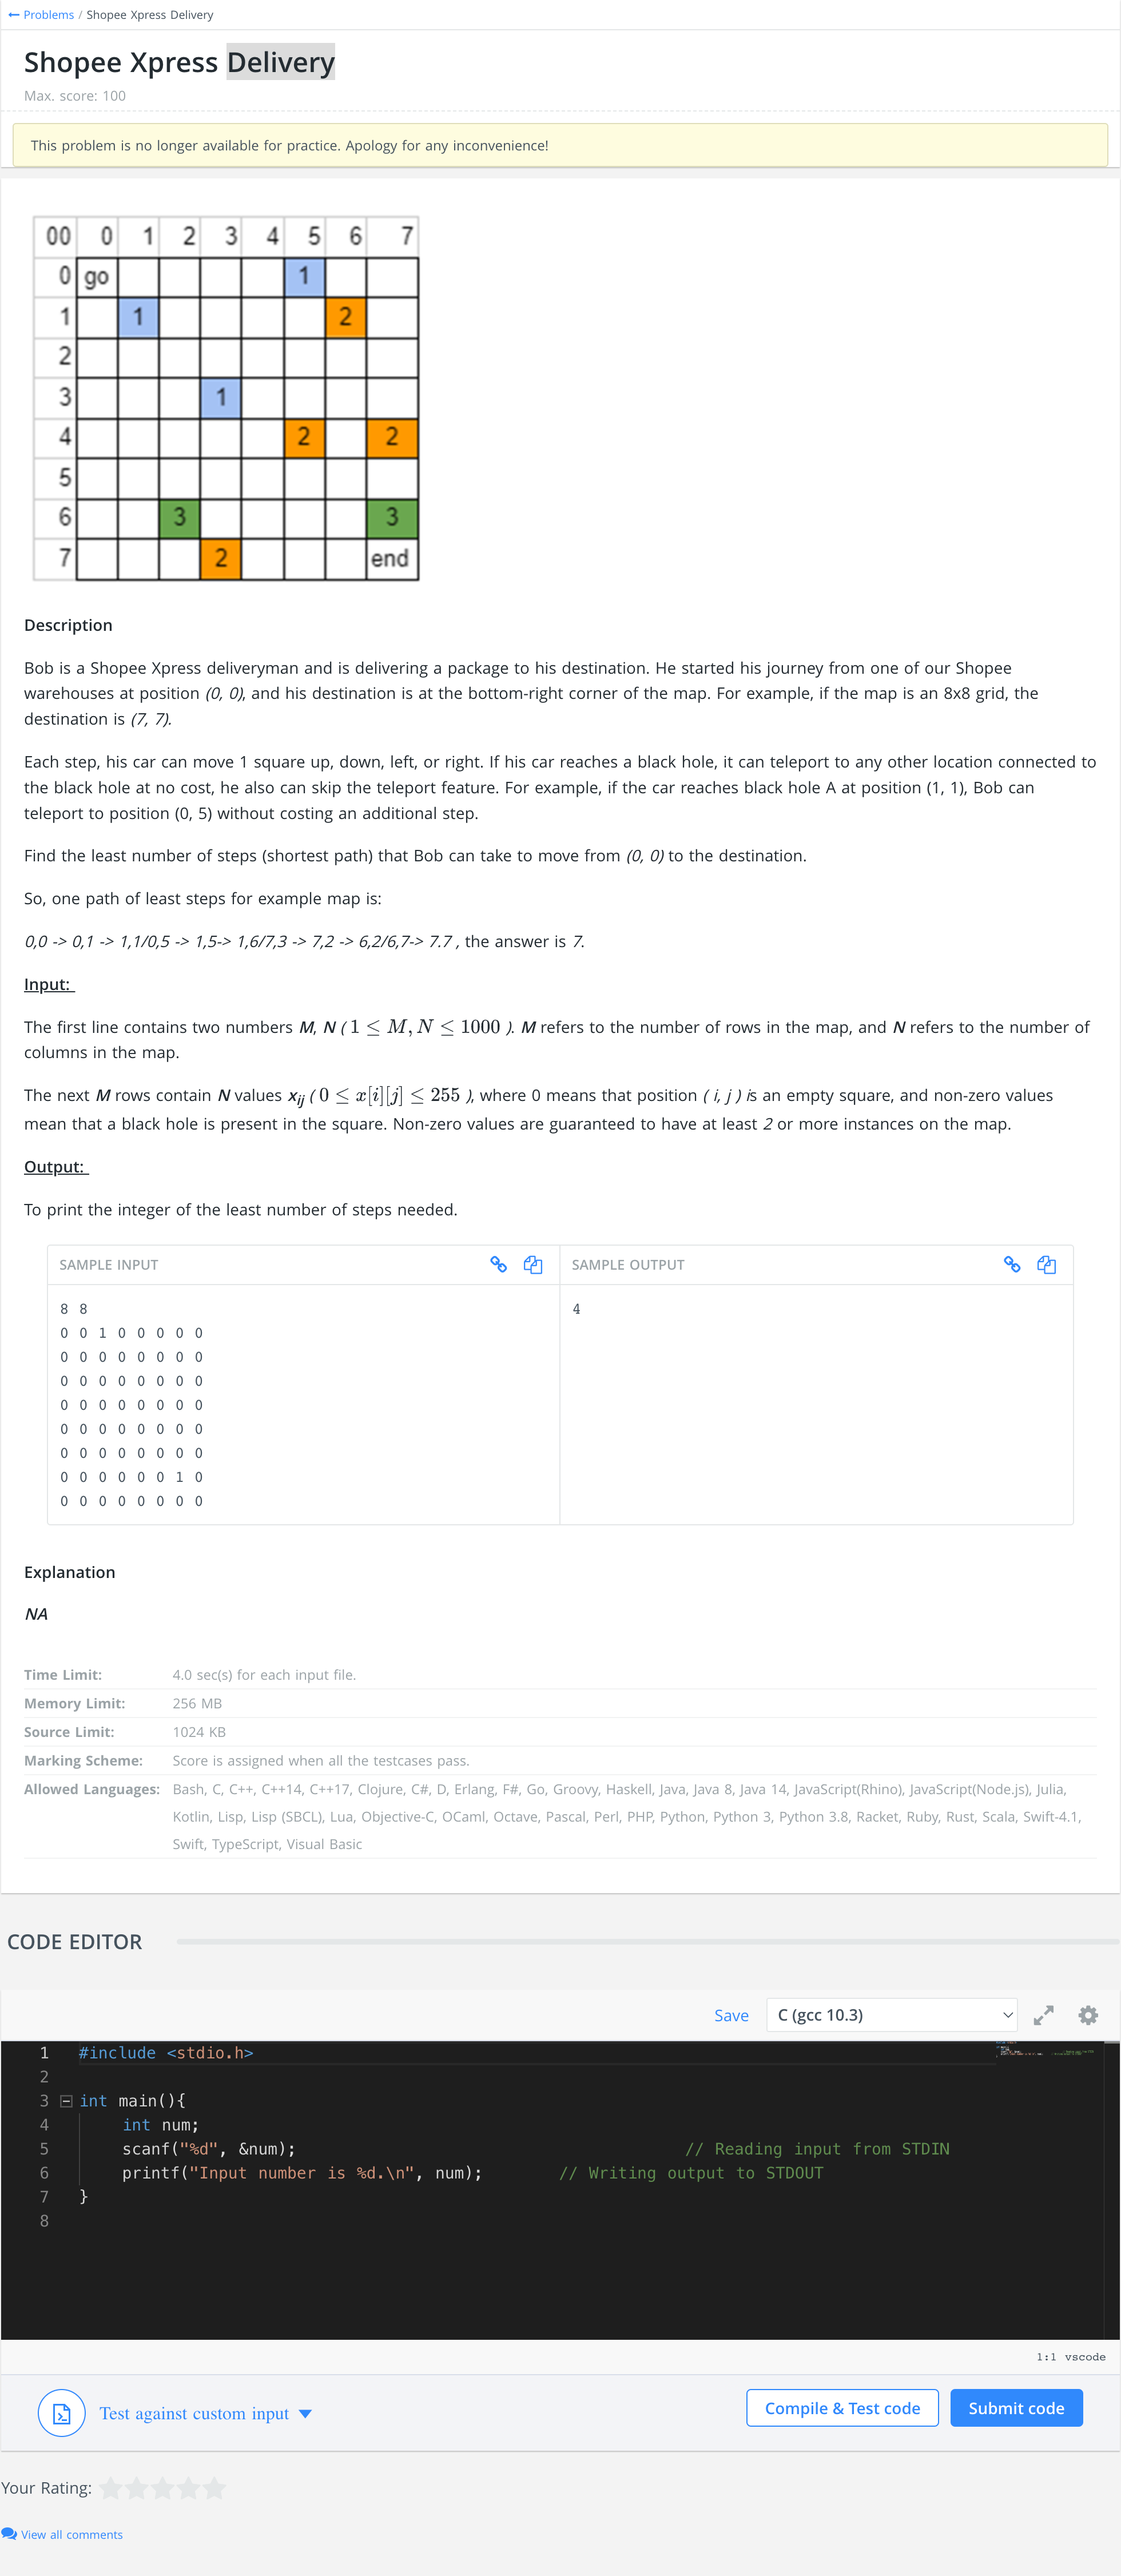 Problems / Shopee Xpress Delivery
Shopee Xpress Delivery
Max. score: 100
This problem is no longer available for practice. Apology for any inconvenience!
00 0 1 2 3 4 5 6 7
0 go 1
1 1 2
2
3 1
4 2 2
5
6 3 3
7 2 end
Description
Bob is a Shopee Xpress deliveryman and is delivering a package to his destination. He started his journey from one of our Shopee
warehouses at position (0, 0), and his destination is at the bottom-right corner of the map. For example, if the map is an 8x8 grid, the
destination is (7, 7).
Each step, his car can move 1 square up, down, left, or right. If his car reaches a black hole, it can teleport to any other location connected to
the black hole at no cost, he also can skip the teleport feature. For example, if the car reaches black hole A at position (1, 1), Bob can
teleport to position (0, 5) without costing an additional step.
Find the least number of steps (shortest path) that Bob can take to move from (0, 0) to the destination.
So, one path of least steps for example map is:
0,0 -> 0,1 -> 1,1/0,5 -> 1,5-> 1,6/7,3 -> 7,2 -> 6,2/6,7-> 7.7 , the answer is 7.
Input:
The first line contains two numbers M, N ( 1 ≤ M, N ≤ 1000 ). M refers to the number of rows in the map, and N refers to the number of
columns in the map.
The next M rows contain N values xij ( 0 ≤ x[i][j] ≤ 255 ), where 0 means that position ( i, j ) is an empty square, and non-zero values
mean that a black hole is present in the square. Non-zero values are guaranteed to have at least 2 or more instances on the map.
Output:
To print the integer of the least number of steps needed.
SAMPLE INPUT
8 8
0 0 1 0 0 0 0 0
0 0 0 0 0 0 0 0
0 0 0 0 0 0 0 0
0 0 0 0 0 0 0 0
0 0 0 0 0 0 0 0
0 0 0 0 0 0 0 0
0 0 0 0 0 0 1 0
0 0 0 0 0 0 0 0
SAMPLE OUTPUT
4
Explanation
NA
Time Limit: 4.0 sec(s) for each input file.
Memory Limit: 256 MB
Source Limit: 1024 KB
Marking Scheme: Score is assigned when all the testcases pass.
Allowed Languages: Bash, C, C++, C++14, C++17, Clojure, C#, D, Erlang, F#, Go, Groovy, Haskell, Java, Java 8, Java 14, JavaScript(Rhino), JavaScript(Node.js), Julia,
Kotlin, Lisp, Lisp (SBCL), Lua, Objective-C, OCaml, Octave, Pascal, Perl, PHP, Python, Python 3, Python 3.8, Racket, Ruby, Rust, Scala, Swift-4.1,
Swift, TypeScript, Visual Basic
CODE EDITOR
Save C (gcc 10.3)
1 #include <stdio.h>
2
3 int main(){
4 int num;
5 scanf("%d", &num); // Reading input from STDIN
6 printf("Input number is %d.\n", num); // Writing output to STDOUT
7 }
8
1:1 vscode
Test against custom input
Compile & Test code
Submit code
Your Rating:
View all comments